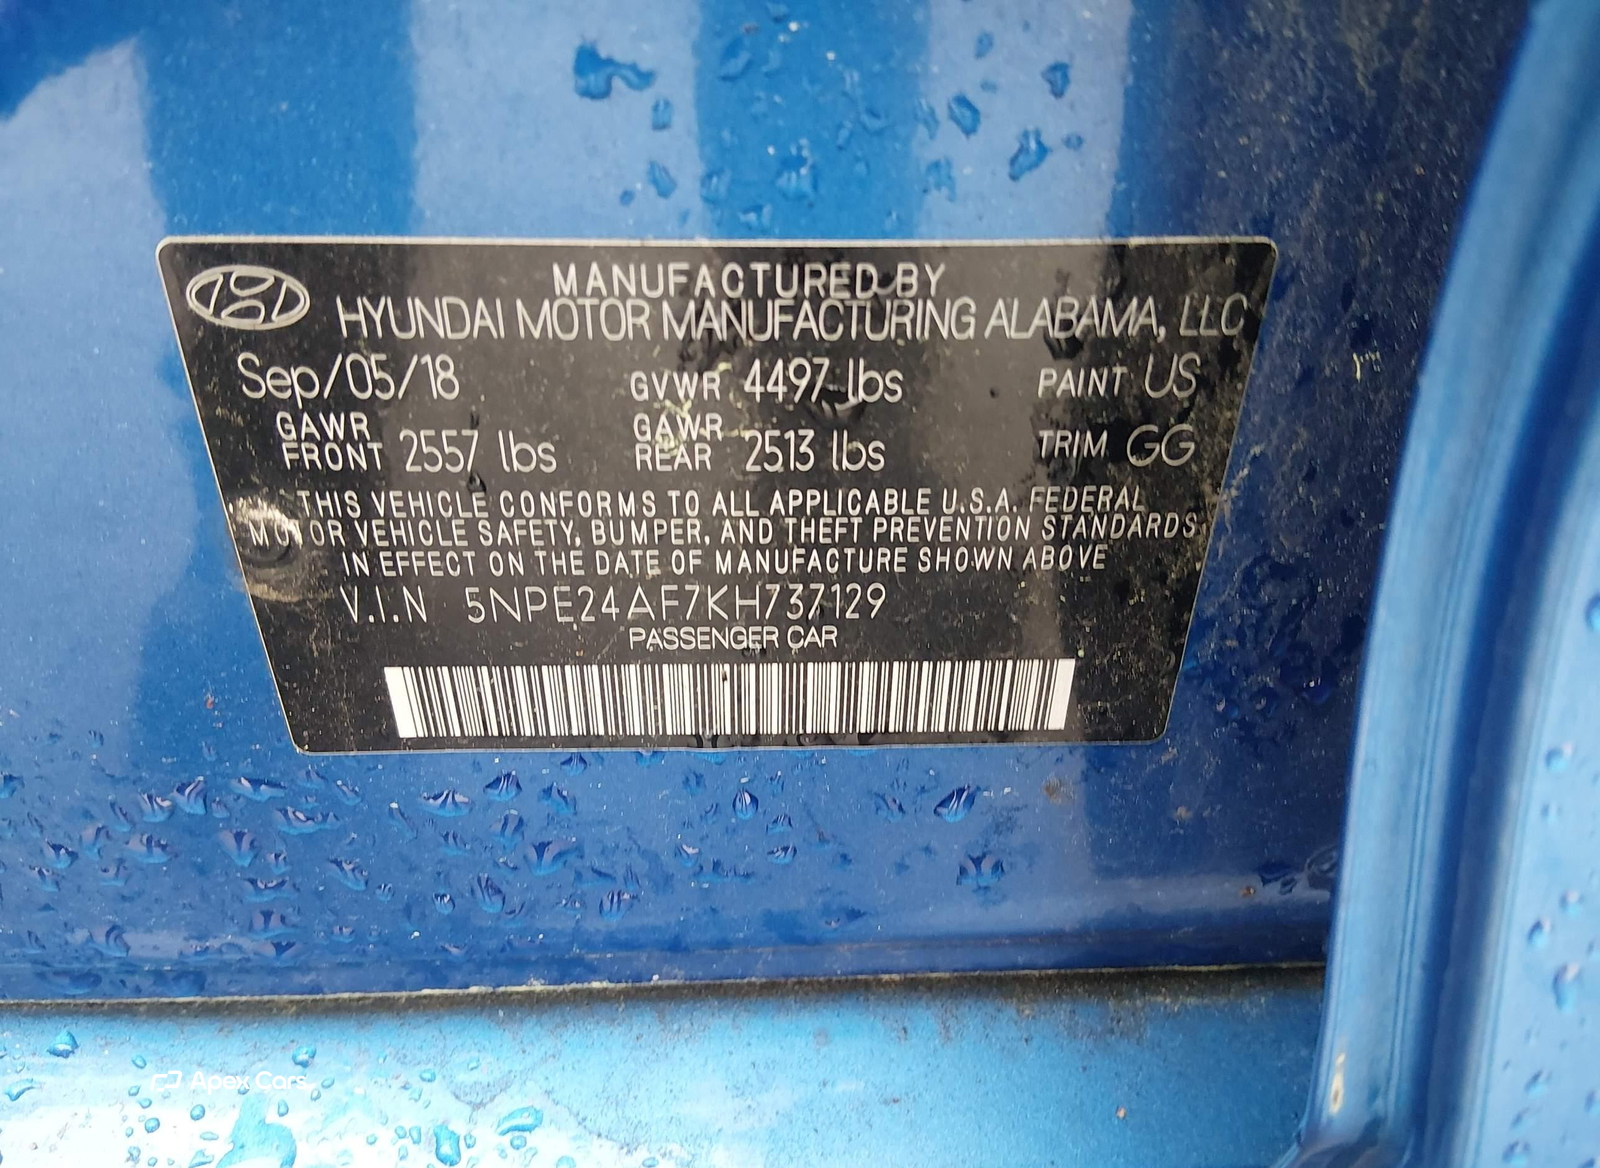 MANUFACTURED BY
HYUNDAI MOTOR MANUFACTURING ALABAMA, LLC
Sep/05/18 GVWR 4497 lbs PAINT US
GAWR FRONT 2557 lbs GAWR REAR 2513 lbs TRIM GG
THIS VEHICLE CONFORMS TO ALL APPLICABLE U.S.A. FEDERAL
MOTOR VEHICLE SAFETY, BUMPER, AND THEFT PREVENTION STANDARDS
IN EFFECT ON THE DATE OF MANUFACTURE SHOWN ABOVE
V.I.N 5NPE24AF7KH737129
PASSENGER CAR
Apex Cars